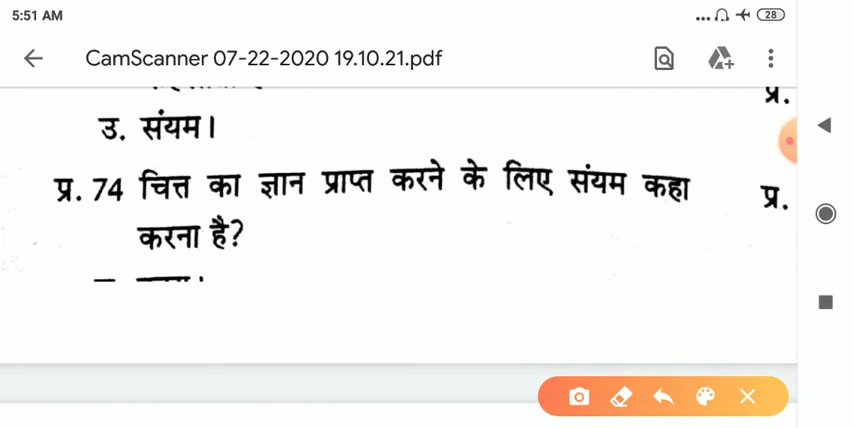 5:51 AM
28
CamScanner 07-22-2020 19.10.21.pdf
प्र.
उ. संयम।
प्र. 74 चित्त का ज्ञान प्राप्त करने के लिए संयम कहा
करना है?
प्र.